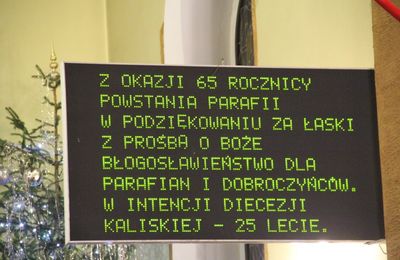 Z OKAZJI 65 ROCZNICY
POWSTANIA PARAFII
W PODZIĘKOWANIU ZA ŁASKI
Z PROŚBĄ O BOŻE
BŁOGOSŁAWIEŃSTWO DLA
PARAFIAN I DOBROCZYŃCÓW.
W INTENCJI DIECEZJI
KALISKIEJ - 25 LECIE.